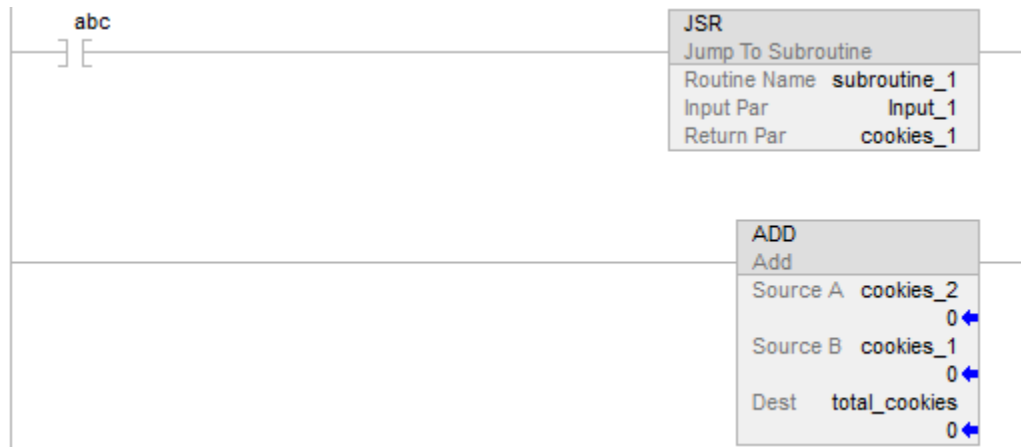 abc
JSR
Jump To Subroutine
Routine Name subroutine_1
Input Par Input_1
Return Par cookies_1
ADD
Add
Source A cookies_2
0
Source B cookies_1
0
Dest total_cookies
0